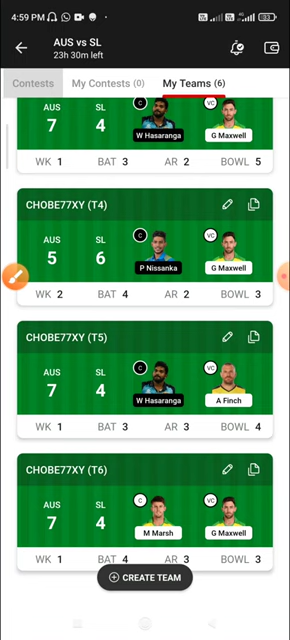 4:59 PM
AUS vs SL
23h 30m left
Contests My Contests (0) My Teams (6)
AUS SL
7 4
C VC
W Hasaranga G Maxwell
WK 1 BAT 3 AR 2 BOWL 5
CHOBE77XY (T4)
AUS SL
5 6
C VC
P Nissanka G Maxwell
WK 2 BAT 4 AR 2 BOWL 3
CHOBE77XY (T5)
AUS SL
7 4
C VC
W Hasaranga A Finch
WK 1 BAT 3 AR 3 BOWL 4
CHOBE77XY (T6)
AUS SL
7 4
C VC
M Marsh G Maxwell
WK 1 BAT 4 AR 3 BOWL 3
CREATE TEAM